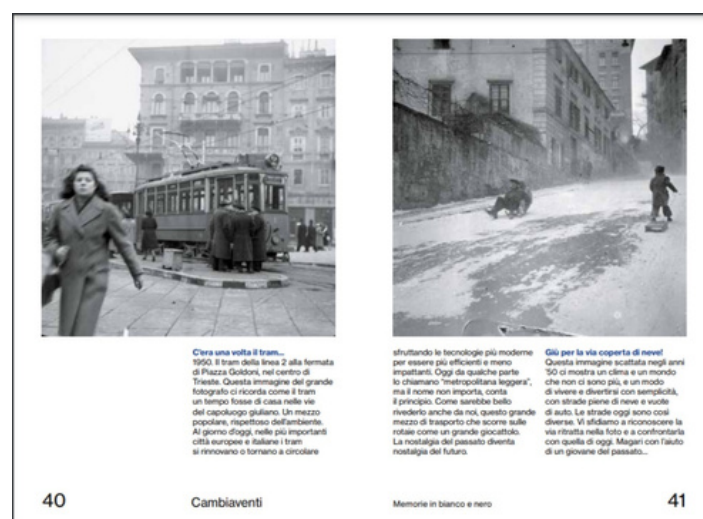 C'era una volta il tram...
1950. Il tram della linea 2 alla fermata
di Piazza Goldoni, nel centro di
Trieste. Questa immagine del grande
fotografo ci ricorda come il tram
un tempo fosse di casa nelle vie
del capoluogo giuliano. Un mezzo
popolare, rispettoso dell'ambiente.
Al giorno d'oggi, nelle più importanti
città europee e italiane i tram
si rinnovano o tornano a circolare
sfruttando le tecnologie più moderne
per essere più efficienti e meno
impattanti. Oggi da qualche parte
lo chiamano "metropolitana leggera",
ma il nome non importa, conta
il principio. Come sarebbe bello
rivederlo anche da noi, questo grande
mezzo di trasporto che scorre sulle
rotaie come un grande giocattolo.
La nostalgia del passato diventa
nostalgia del futuro.
Giù per la via coperta di neve!
Questa immagine scattata negli anni
'50 ci mostra un clima e un mondo
che non ci sono più, e un modo
di vivere e divertirsi con semplicità,
con strade piene di neve e vuote
di auto. Le strade oggi sono così
diverse. Vi sfidiamo a riconoscere la
via ritratta nella foto e a confrontarla
con quella di oggi. Magari con l'aiuto
di un giovane del passato...
40
Cambiaventi
Memorie in bianco e nero
41